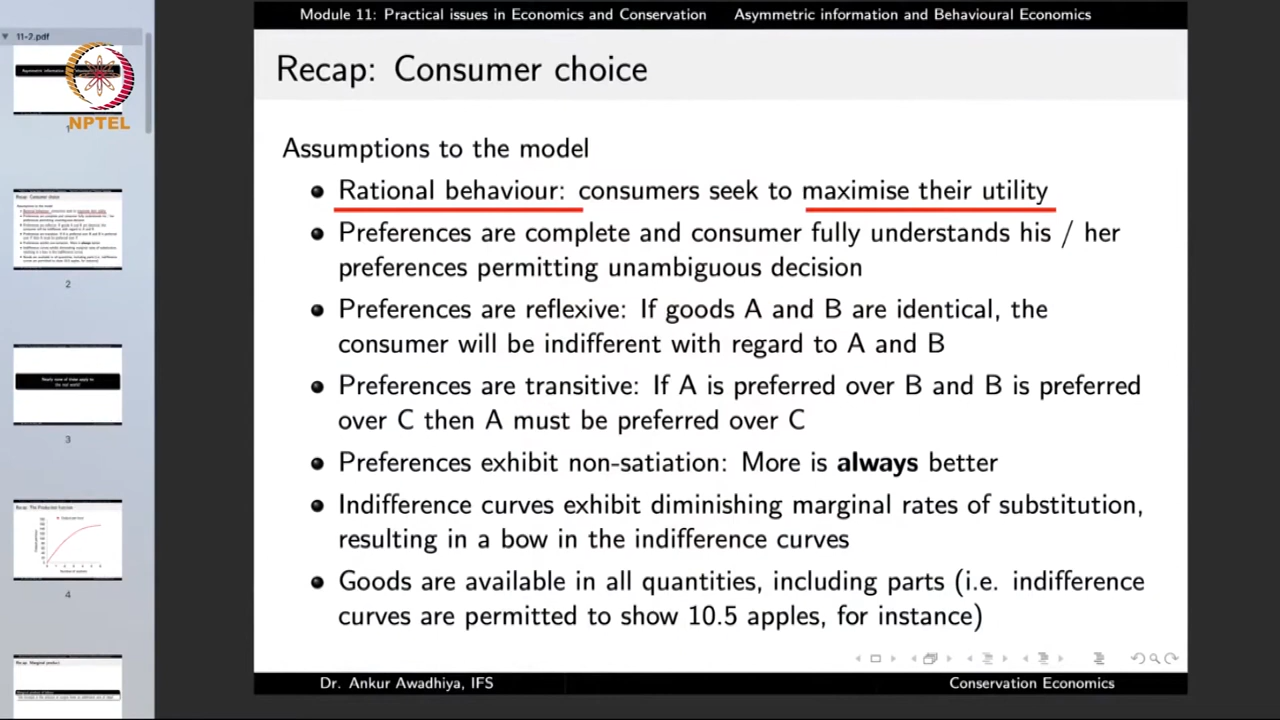 Module 11: Practical issues in Economics and Conservation    Asymmetric information and Behavioural Economics
11-2.pdf
NPTEL
1
2
3
4
Recap: Consumer choice
Assumptions to the model
Rational behaviour: consumers seek to maximise their utility
Preferences are complete and consumer fully understands his / her
preferences permitting unambiguous decision
Preferences are reflexive: If goods A and B are identical, the
consumer will be indifferent with regard to A and B
Preferences are transitive: If A is preferred over B and B is preferred
over C then A must be preferred over C
Preferences exhibit non-satiation: More is always better
Indifference curves exhibit diminishing marginal rates of substitution,
resulting in a bow in the indifference curves
Goods are available in all quantities, including parts (i.e. indifference
curves are permitted to show 10.5 apples, for instance)
Dr. Ankur Awadhiya, IFS    Conservation Economics